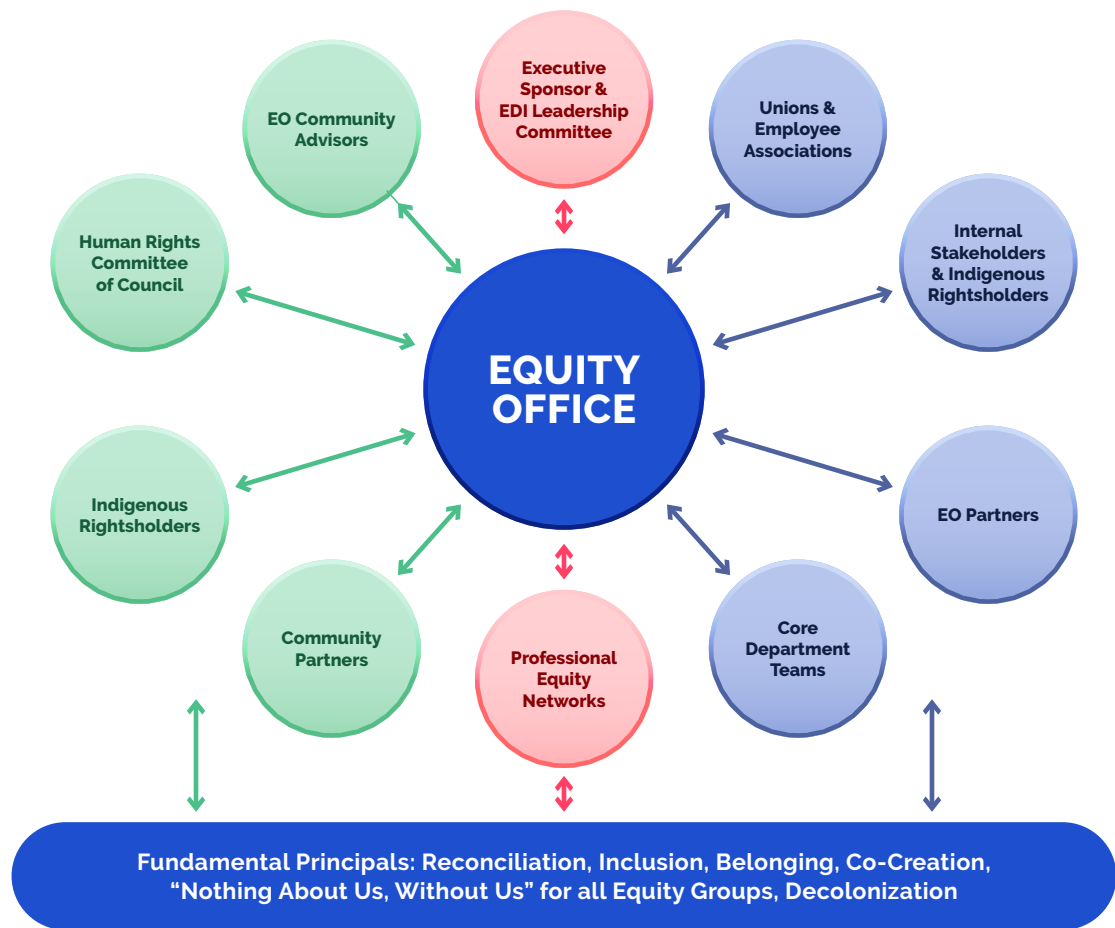 Executive
Sponsor &
EDI Leadership
Committee
EO Community
Advisors
Unions &
Employee
Associations
Human Rights
Committee
of Council
Internal
Stakeholders
& Indigenous
Rightsholders
EQUITY
OFFICE
Indigenous
Rightsholders
EO Partners
Community
Partners
Professional
Equity
Networks
Core
Department
Teams
Fundamental Principals: Reconciliation, Inclusion, Belonging, Co-Creation,
“Nothing About Us, Without Us” for all Equity Groups, Decolonization